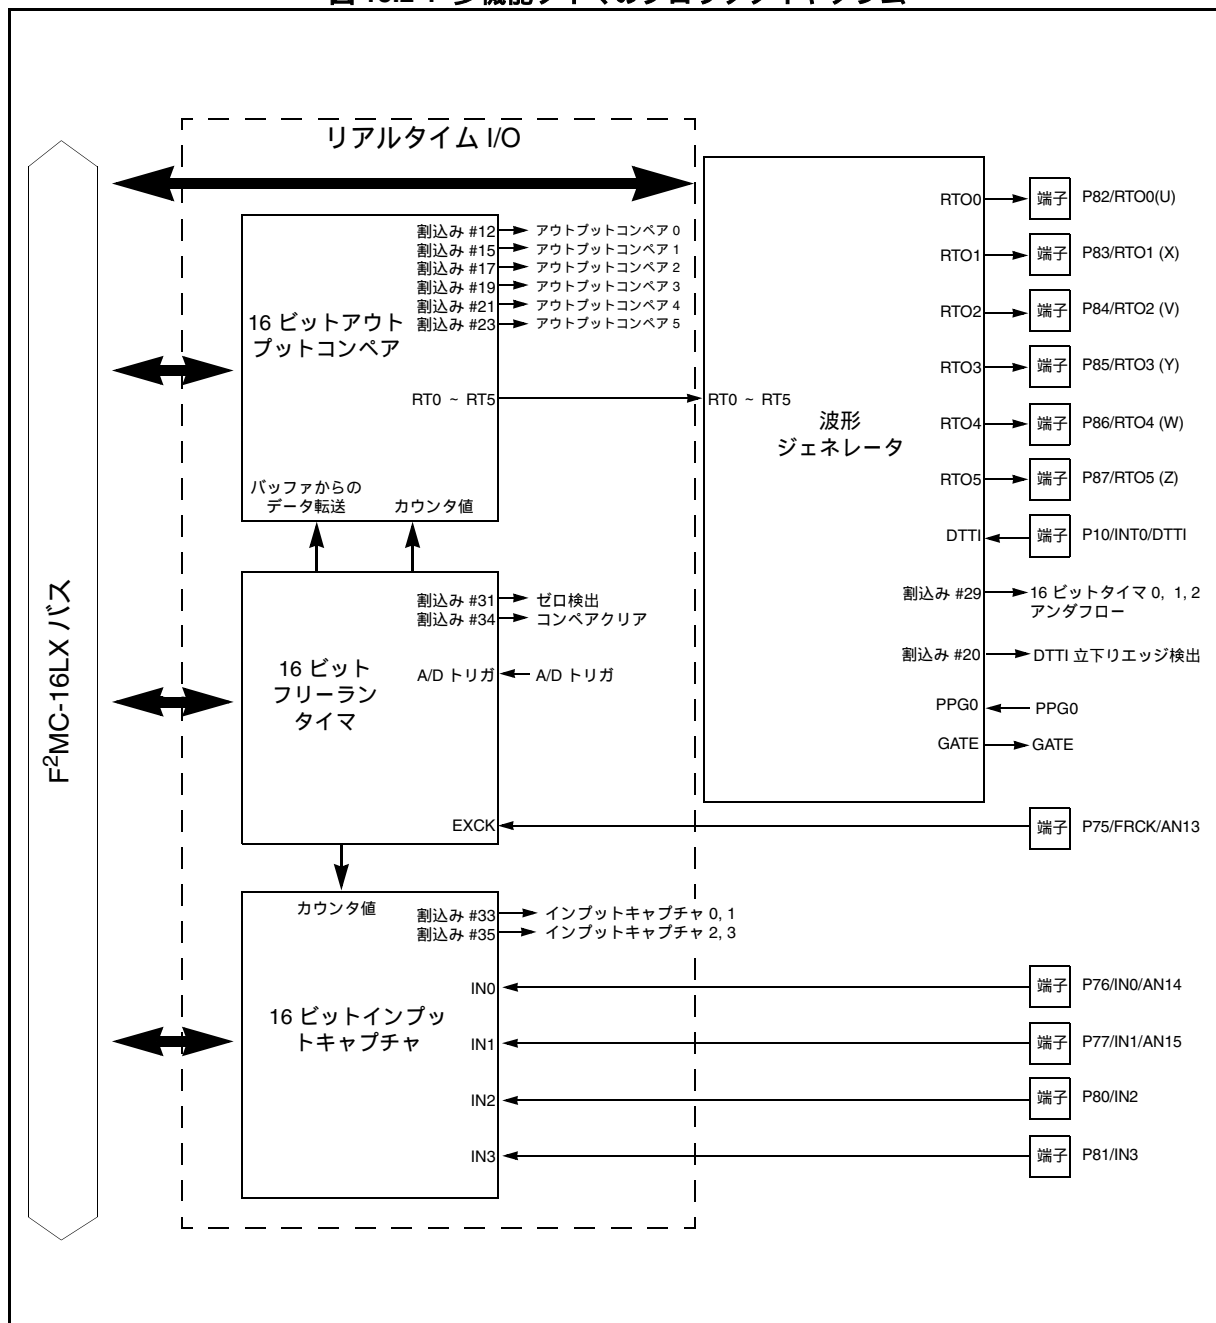 リアルタイム I/O
F2MC-16LX バス
割込み #12
アウトプットコンペア 0
割込み #15
アウトプットコンペア 1
割込み #17
アウトプットコンペア 2
割込み #19
アウトプットコンペア 3
割込み #21
アウトプットコンペア 4
割込み #23
アウトプットコンペア 5
16 ビットアウト
プットコンペア
RT0 ~ RT5
バッファからの
データ転送
カウンタ値
RT0 ~ RT5
波形
ジェネレータ
RTO0
端子
P82/RTO0(U)
RTO1
端子
P83/RTO1 (X)
RTO2
端子
P84/RTO2 (V)
RTO3
端子
P85/RTO3 (Y)
RTO4
端子
P86/RTO4 (W)
RTO5
端子
P87/RTO5 (Z)
DTTI
端子
P10/INT0/DTTI
割込み #29
16 ビットタイマ 0, 1, 2
アンダフロー
割込み #20
DTTI 立下りエッジ検出
PPG0
PPG0
GATE
GATE
割込み #31
ゼロ検出
割込み #34
コンペアクリア
16 ビット
フリーラン
タイマ
A/D トリガ
A/D トリガ
EXCK
端子
P75/FRCK/AN13
カウンタ値
割込み #33
インプットキャプチャ 0, 1
割込み #35
インプットキャプチャ 2, 3
16 ビットインプッ
トキャプチャ
IN0
端子
P76/IN0/AN14
IN1
端子
P77/IN1/AN15
IN2
端子
P80/IN2
IN3
端子
P81/IN3